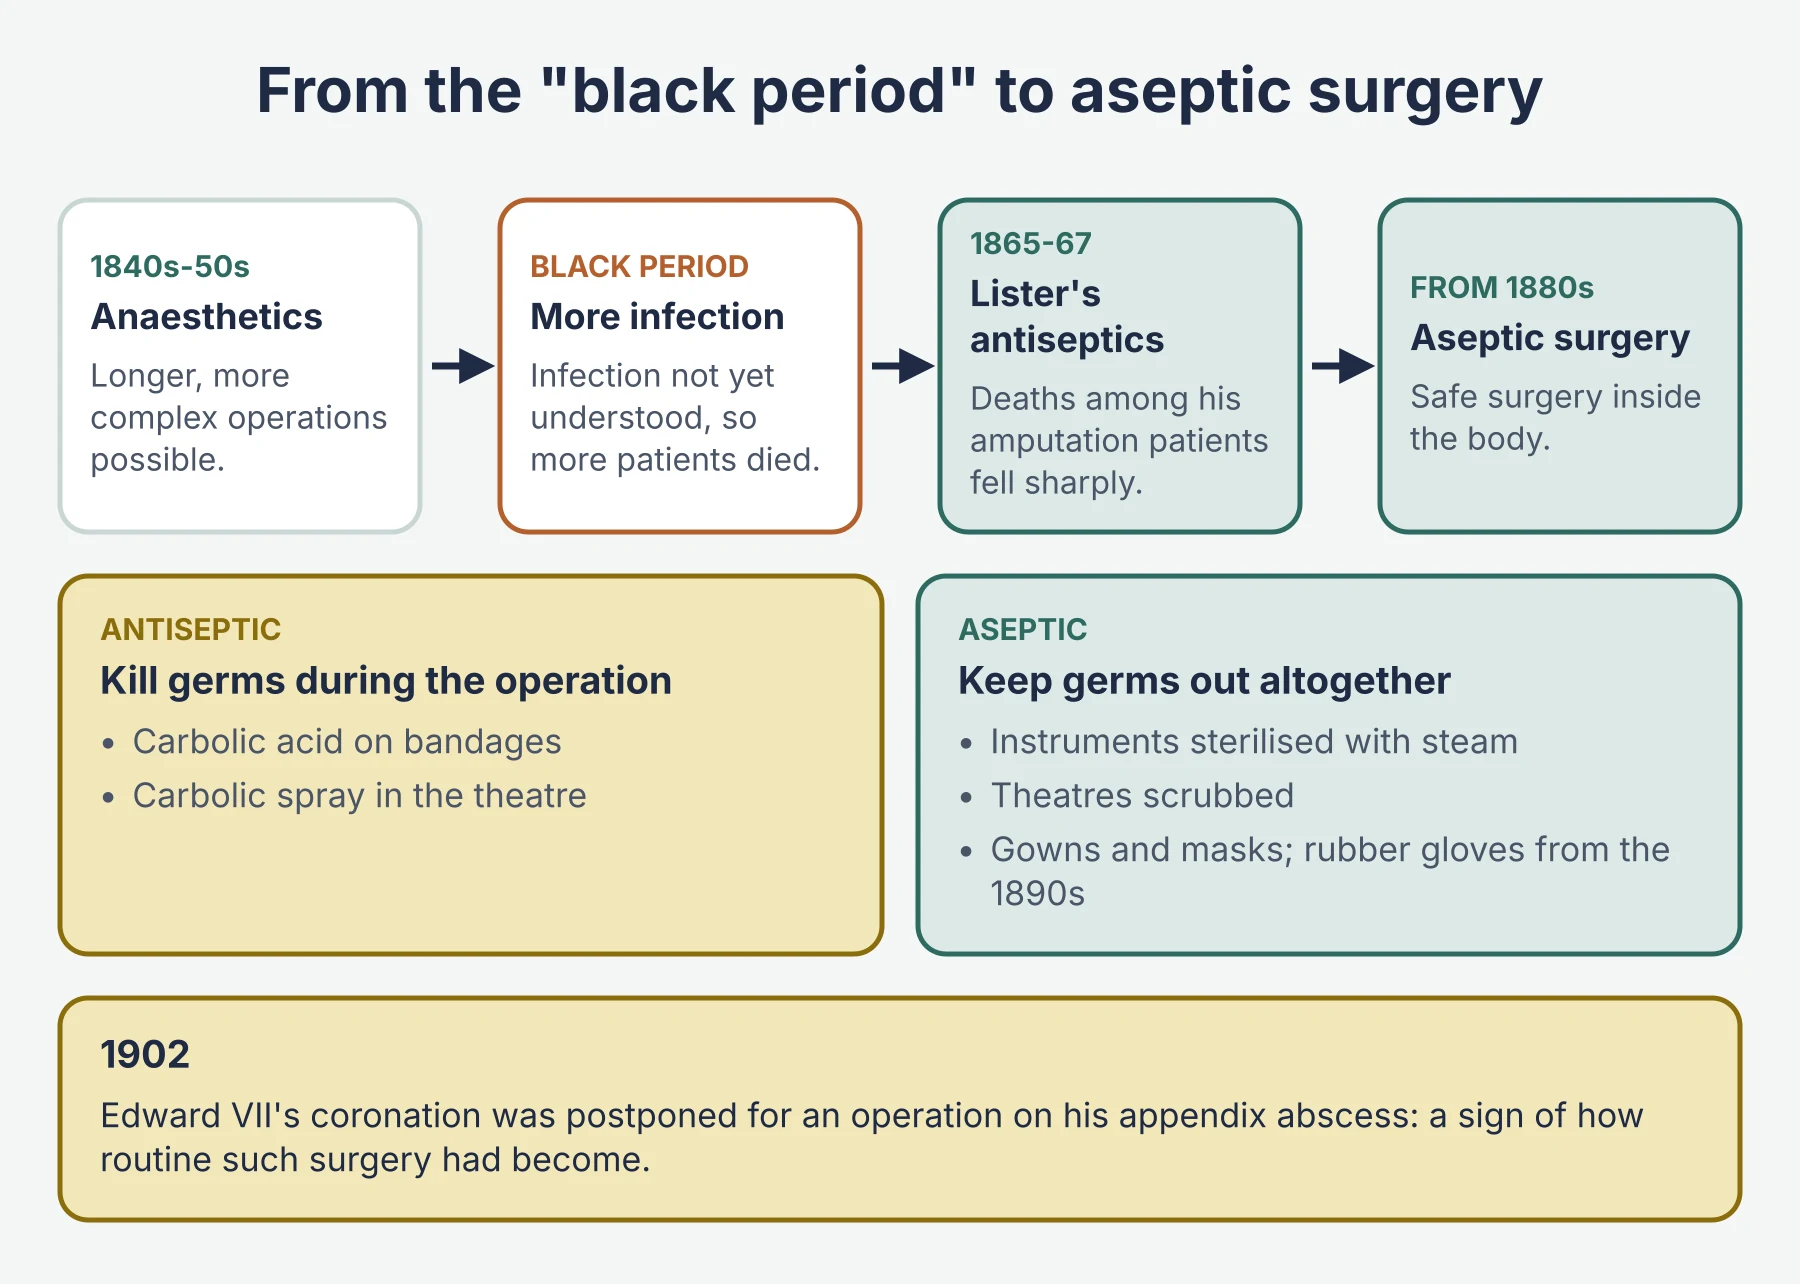 From the "black period" to aseptic surgery
1840s-50s
Anaesthetics
Longer, more
complex operations
possible.
BLACK PERIOD
More infection
Infection not yet
understood, so
more patients died.
1865-67
Lister's
antiseptics
Deaths among his
amputation patients
fell sharply.
FROM 1880s
Aseptic surgery
Safe surgery inside
the body.
ANTISEPTIC
Kill germs during the operation
• Carbolic acid on bandages
• Carbolic spray in the theatre
ASEPTIC
Keep germs out altogether
• Instruments sterilised with steam
• Theatres scrubbed
• Gowns and masks; rubber gloves from the
1890s
1902
Edward VII's coronation was postponed for an operation on his appendix abscess: a sign of how
routine such surgery had become.